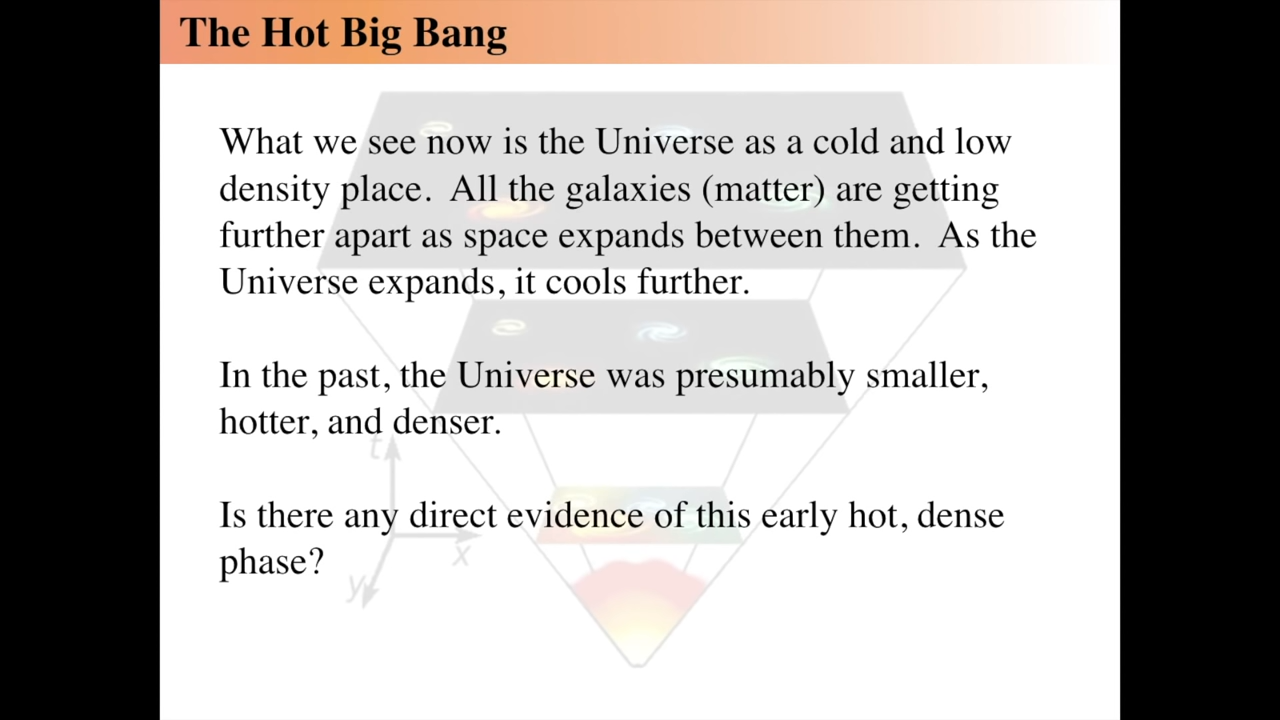 The Hot Big Bang
What we see now is the Universe as a cold and low
density place.  All the galaxies (matter) are getting
further apart as space expands between them.  As the
Universe expands, it cools further.
In the past, the Universe was presumably smaller,
hotter, and denser.
t
Is there any direct evidence of this early hot, dense
phase?
x
y